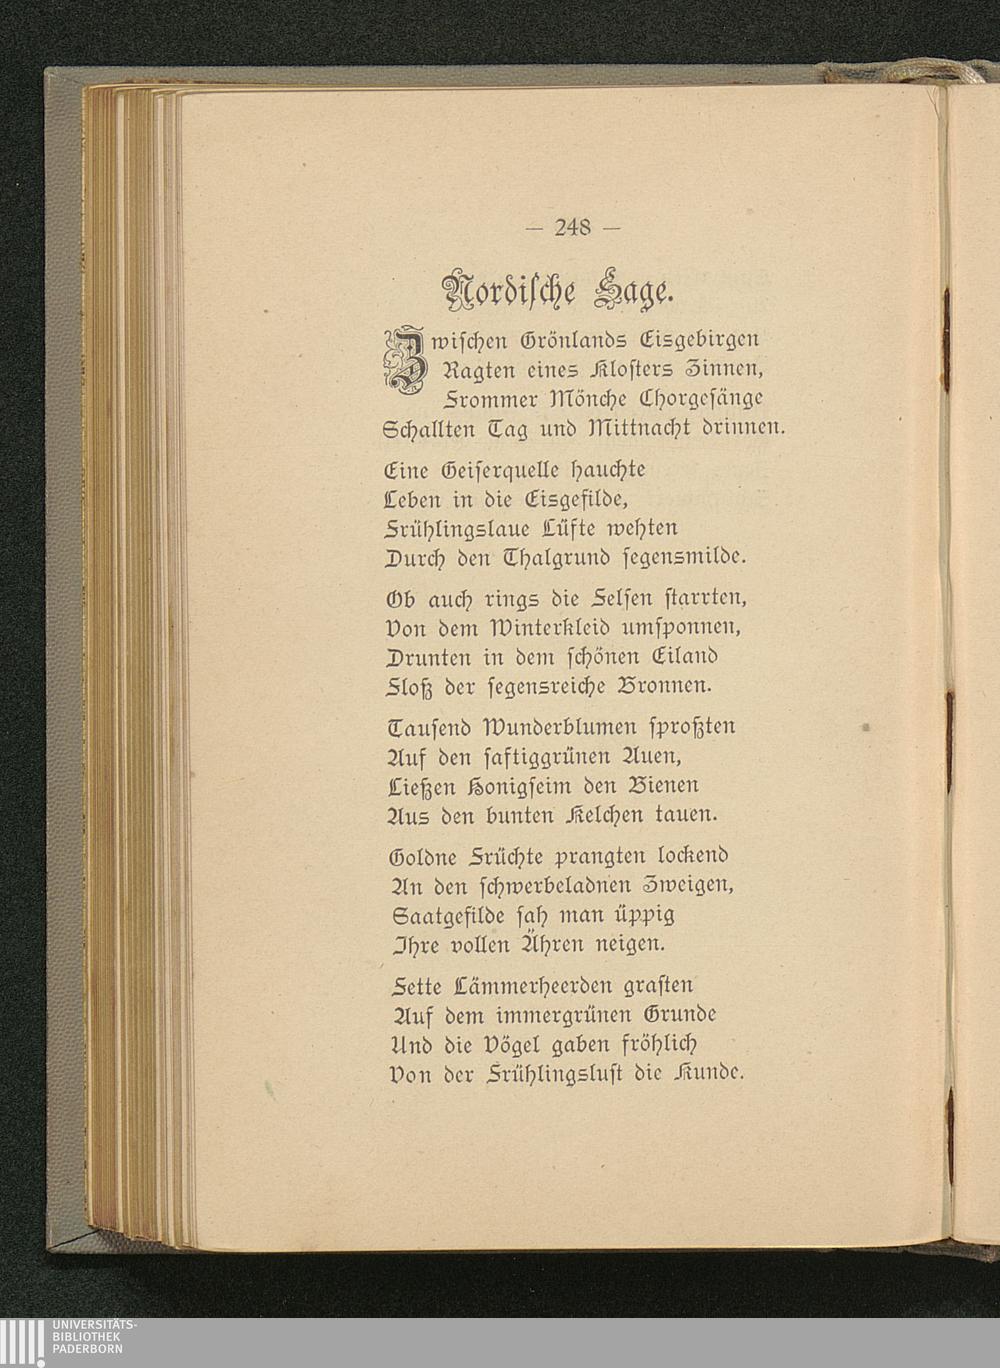 — 248 —
Nordische Sage.
Zwischen Grönlands Eisgebirgen
Ragten eines Klosters Zinnen,
Frommer Mönche Chorgesänge
Schallten Tag und Mittnacht drinnen.
Eine Geiserquelle hauchte
Leben in die Eisgefilde,
Frühlingslaue Lüfte wehten
Durch den Thalgrund segensmilde.
Ob auch rings die Felsen starrten,
Von dem Winterkleid umsponnen,
Drunten in dem schönen Eiland
Floß der segensreiche Bronnen.
Tausend Wunderblumen sproßten
Auf den saftiggrünen Auen,
Ließen Honigseim den Bienen
Aus den bunten Kelchen tauen.
Goldne Früchte prangten lockend
An den schwerbeladnen Zweigen,
Saatgefilde sah man üppig
Ihre vollen Ähren neigen.
Fette Lämmerheerden grasten
Auf dem immergrünen Grunde
Und die Vögel gaben fröhlich
Von der Frühlingslust die Kunde.
UNIVERSITÄTS-
BIBLIOTHEK
PADERBORN